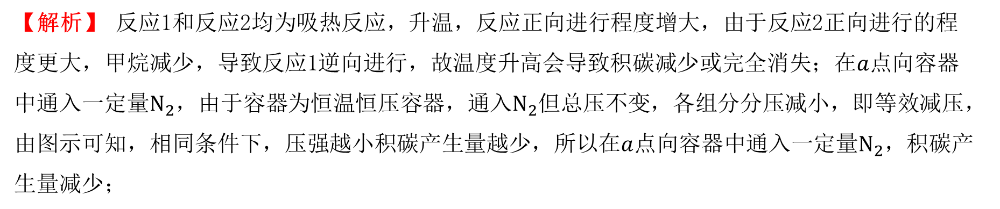 【解析】 反应1和反应2均为吸热反应，升温，反应正向进行程度增大，由于反应2正向进行的程
度更大，甲烷减少，导致反应1逆向进行，故温度升高会导致积碳减少或完全消失；在a点向容器
中通入一定量N₂，由于容器为恒温恒压容器，通入N₂但总压不变，各组分分压减小，即等效减压，
由图示可知，相同条件下，压强越小积碳产生量越少，所以在a点向容器中通入一定量N₂，积碳产
生量减少；